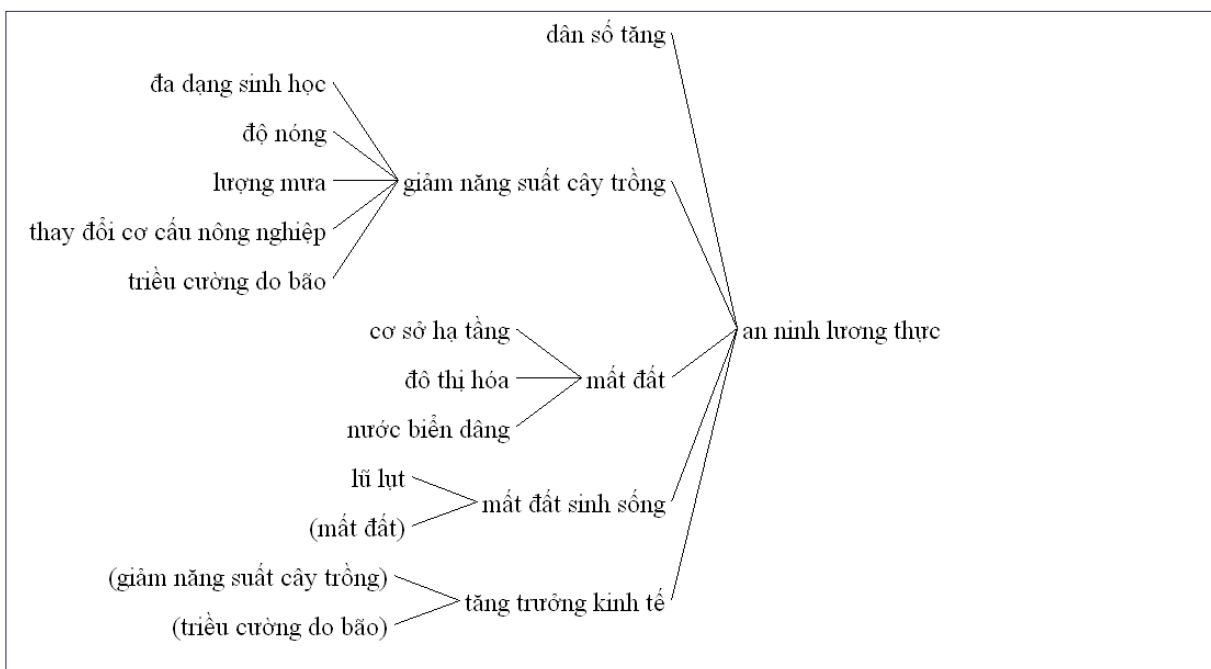 dân số tăng
đa dạng sinh học
độ nóng
lượng mưa
giảm năng suất cây trồng
thay đổi cơ cấu nông nghiệp
triều cường do bão
cơ sở hạ tầng
an ninh lương thực
đô thị hóa
mất đất
nước biển dâng
lũ lụt
mất đất sinh sống
(mất đất)
(giảm năng suất cây trồng)
tăng trưởng kinh tế
(triều cường do bão)